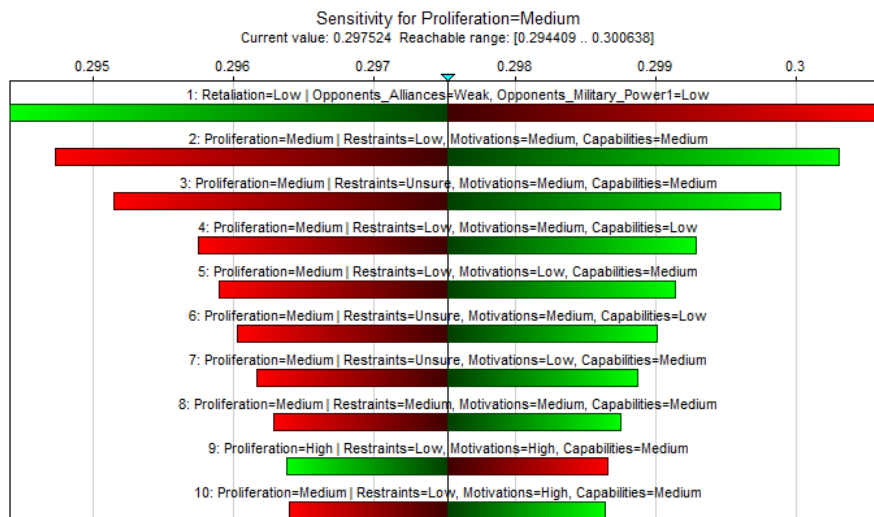 Sensitivity for Proliferation=Medium
Current value: 0.297524 Reachable range: [0.294409 .. 0.300638]
0.295 0.296 0.297 0.298 0.299 0.3
1: Retaliation=Low | Opponents_Alliances=Weak, Opponents_Military_Power1=Low
2: Proliferation=Medium | Restraints=Low, Motivations=Medium, Capabilities=Medium
3: Proliferation=Medium | Restraints=Unsure, Motivations=Medium, Capabilities=Medium
4: Proliferation=Medium | Restraints=Low, Motivations=Medium, Capabilities=Low
5: Proliferation=Medium | Restraints=Low, Motivations=Low, Capabilities=Medium
6: Proliferation=Medium | Restraints=Unsure, Motivations=Medium, Capabilities=Low
7: Proliferation=Medium | Restraints=Unsure, Motivations=Low, Capabilities=Medium
8: Proliferation=Medium | Restraints=Medium, Motivations=Medium, Capabilities=Medium
9: Proliferation=High | Restraints=Low, Motivations=High, Capabilities=Medium
10: Proliferation=Medium | Restraints=Low, Motivations=High, Capabilities=Medium